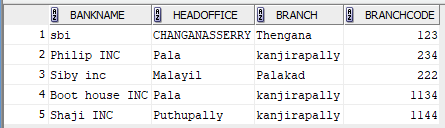 BANKNAME HEADOFFICE BRANCH BRANCHCODE
1 sbi CHANGANASSERRY Thengana 123
2 Philip INC Pala kanjirapally 234
3 Siby inc Malayil Palakad 222
4 Boot house INC Pala kanjirapally 1134
5 Shaji INC Puthupally kanjirapally 1144